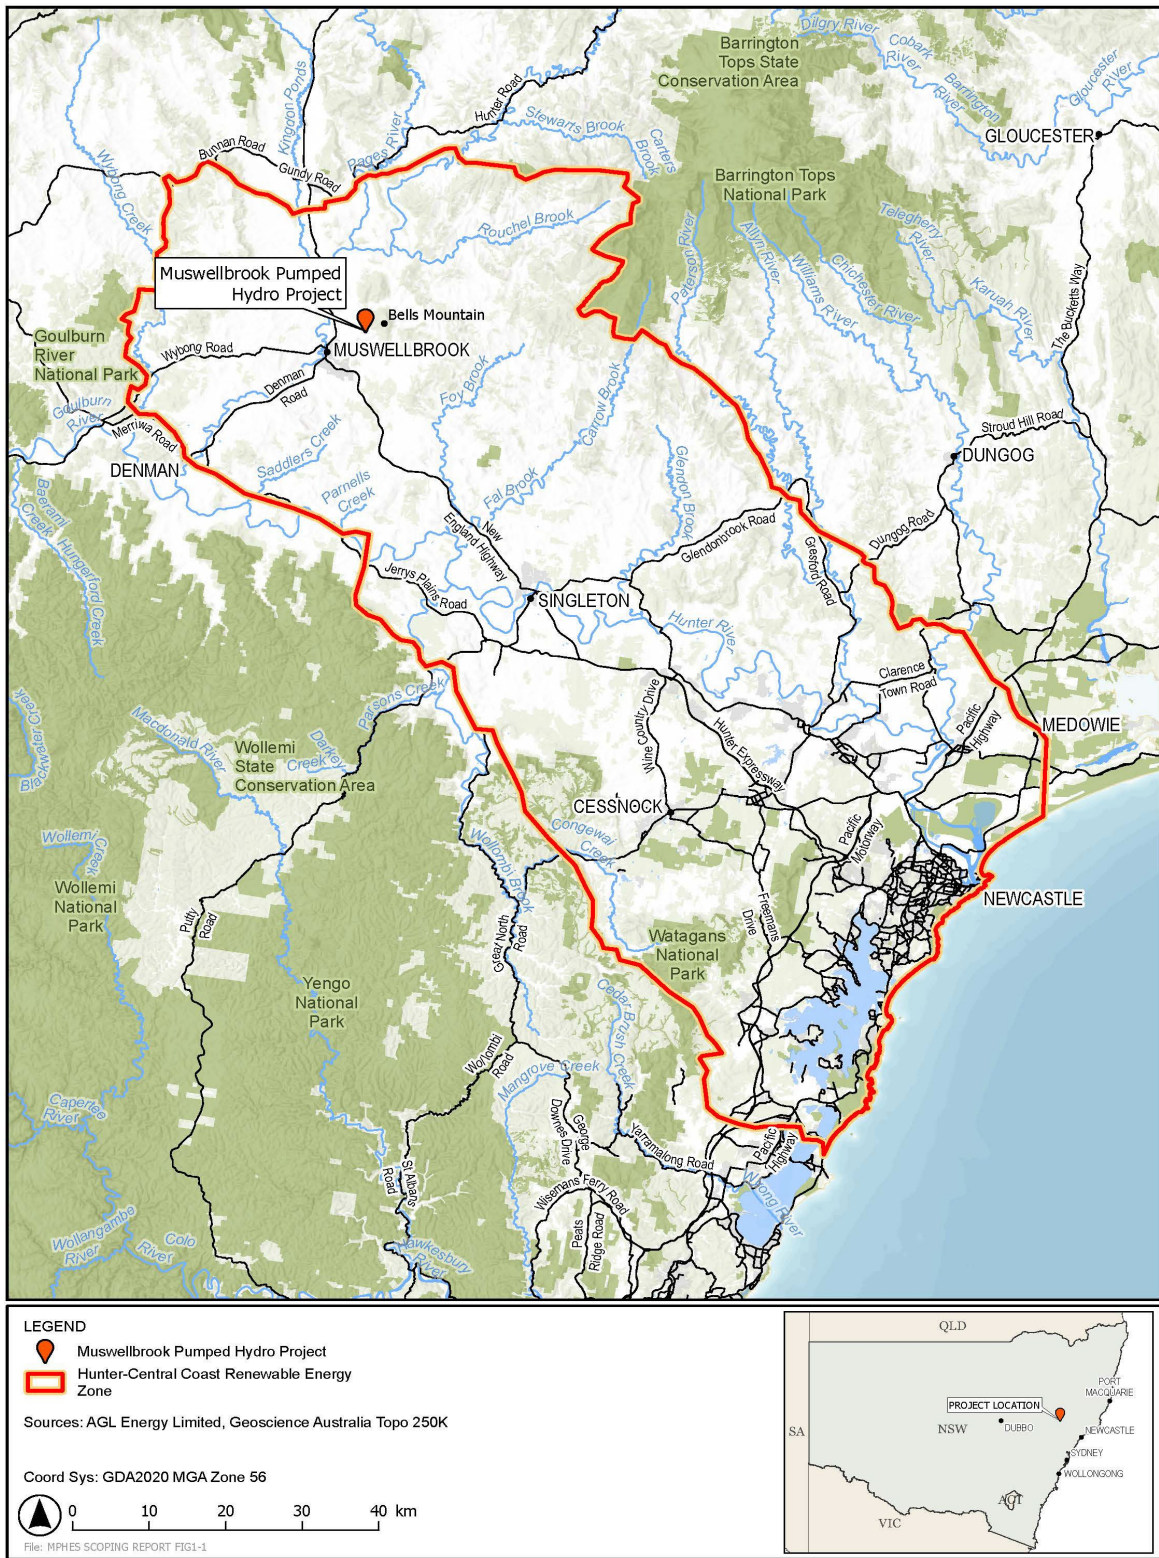 Barrington
Tops State
Conservation Area
Dilgry River
Cobark
River
Barrington
River
Gloucester
River
GLOUCESTER
Kingdon Ponds
Hunter Road
Pages River
Stewarts Brook
Carters
Brook
Bunnan Road
Gundy Road
Wybong Creek
Rouchel Brook
Barrington Tops
National Park
Paterson River
Allyn River
Williams River
Chichester River
Telegherry
River
Karuah River
The Bucketts Way
Muswellbrook Pumped
Hydro Project
Bells Mountain
MUSWELLBROOK
Goulburn
River
National Park
Wybong Road
Denman
Road
Goulburn
River
Merriwa Road
DENMAN
Saddlers Creek
Parnells
Creek
Foy Brook
Fal Brook
Carrow Brook
Glendon Brook
Stroud Hill Road
DUNGOG
Dungog Road
Glendonbrook Road
Gresford Road
New
England Highway
Jerrys Plains Road
SINGLETON
Hunter River
Baerami
Creek
Hungerford Creek
Blackwater Creek
Parsons Creek
Macdonald River
Darkey
Creek
Wollemi
State
Conservation Area
Clarence
Town Road
Pacific
Highway
MEDOWIE
Wine Country Drive
Hunter Expressway
CESSNOCK
Pacific
Motorway
Congewai
Creek
Wollombi Brook
Wollemi
Creek
Wollemi
National
Park
Putty
Road
Great North
Road
Freemans
Drive
NEWCASTLE
Watagans
National
Park
Yengo
National
Park
Cedar Brush Creek
Wollombi
Road
Mangrove Creek
Capertee
River
George
Downes Drive
Yarramalong Road
Pacific
Highway
Wyong River
St Albans
Road
Wisemans Ferry Road
Peats
Ridge Road
Wollangambe
River
Colo
River
Hawkesbury
River
LEGEND
Muswellbrook Pumped Hydro Project
Hunter-Central Coast Renewable Energy
Zone
Sources: AGL Energy Limited, Geoscience Australia Topo 250K
Coord Sys: GDA2020 MGA Zone 56
0 10 20 30 40 km
File: MPHES SCOPING REPORT FIG1-1
QLD
PORT
MACQUARIE
PROJECT LOCATION
SA
NSW
DUBBO
NEWCASTLE
SYDNEY
WOLLONGONG
ACT
VIC